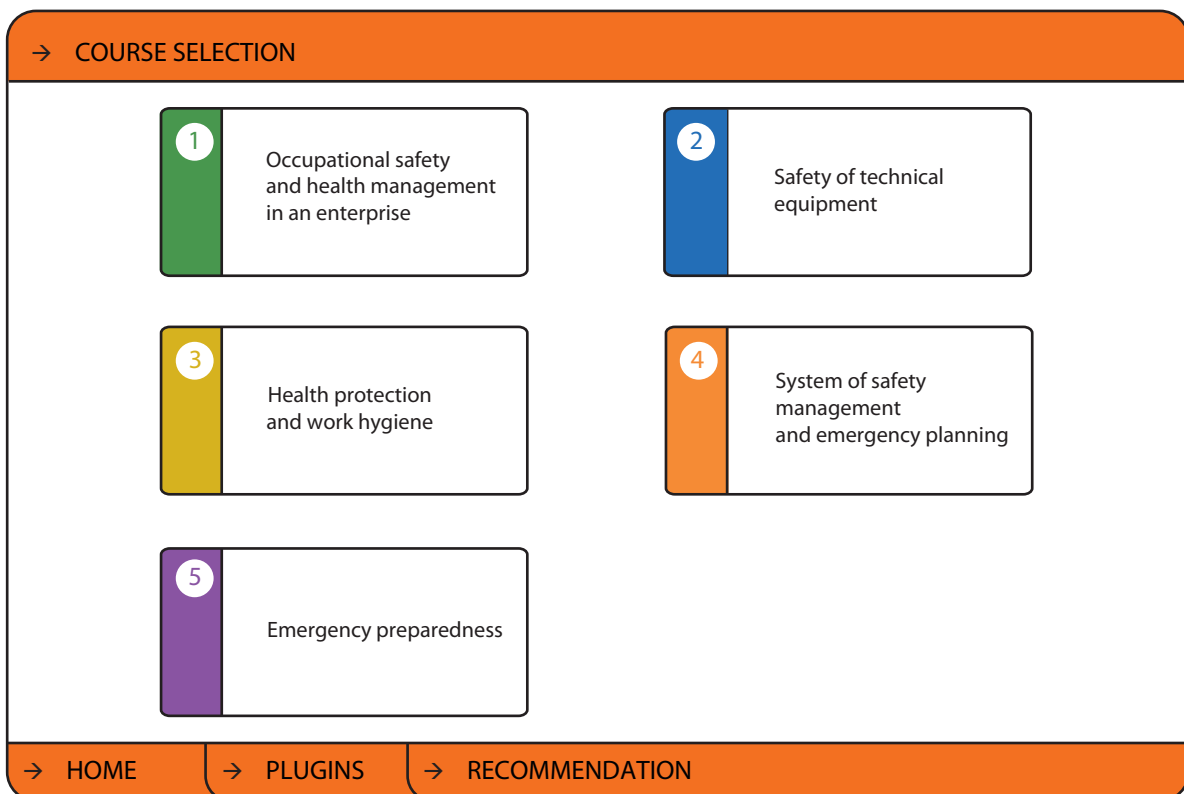 → COURSE SELECTION
1
Occupational safety
and health management
in an enterprise
2
Safety of technical
equipment
3
Health protection
and work hygiene
4
System of safety
management
and emergency planning
5
Emergency preparedness
→ HOME → PLUGINS → RECOMMENDATION